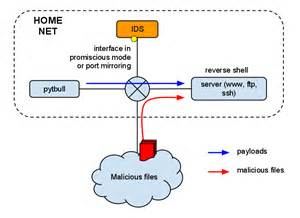 HOME
NET
IDS
interface in
promiscious mode
or port mirroring
reverse shell
pytbull
server (www, ftp,
ssh)
payloads
malicious files
Malicious files